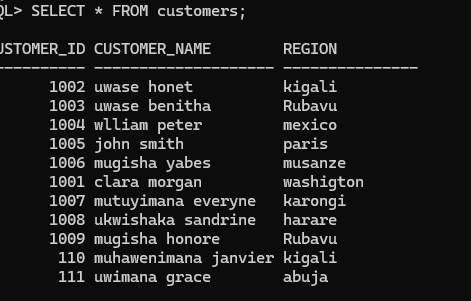 QL> SELECT * FROM customers;
USTOMER_ID CUSTOMER_NAME REGION
---------- -------------------- ---------------
1002 uwase honet kigali
1003 uwase benitha Rubavu
1004 wlliam peter mexico
1005 john smith paris
1006 mugisha yabes musanze
1001 clara morgan washigton
1007 mutuyimana everyne karongi
1008 ukwishaka sandrine harare
1009 mugisha honore Rubavu
110 muhawenimana janvier kigali
111 uwimana grace abuja